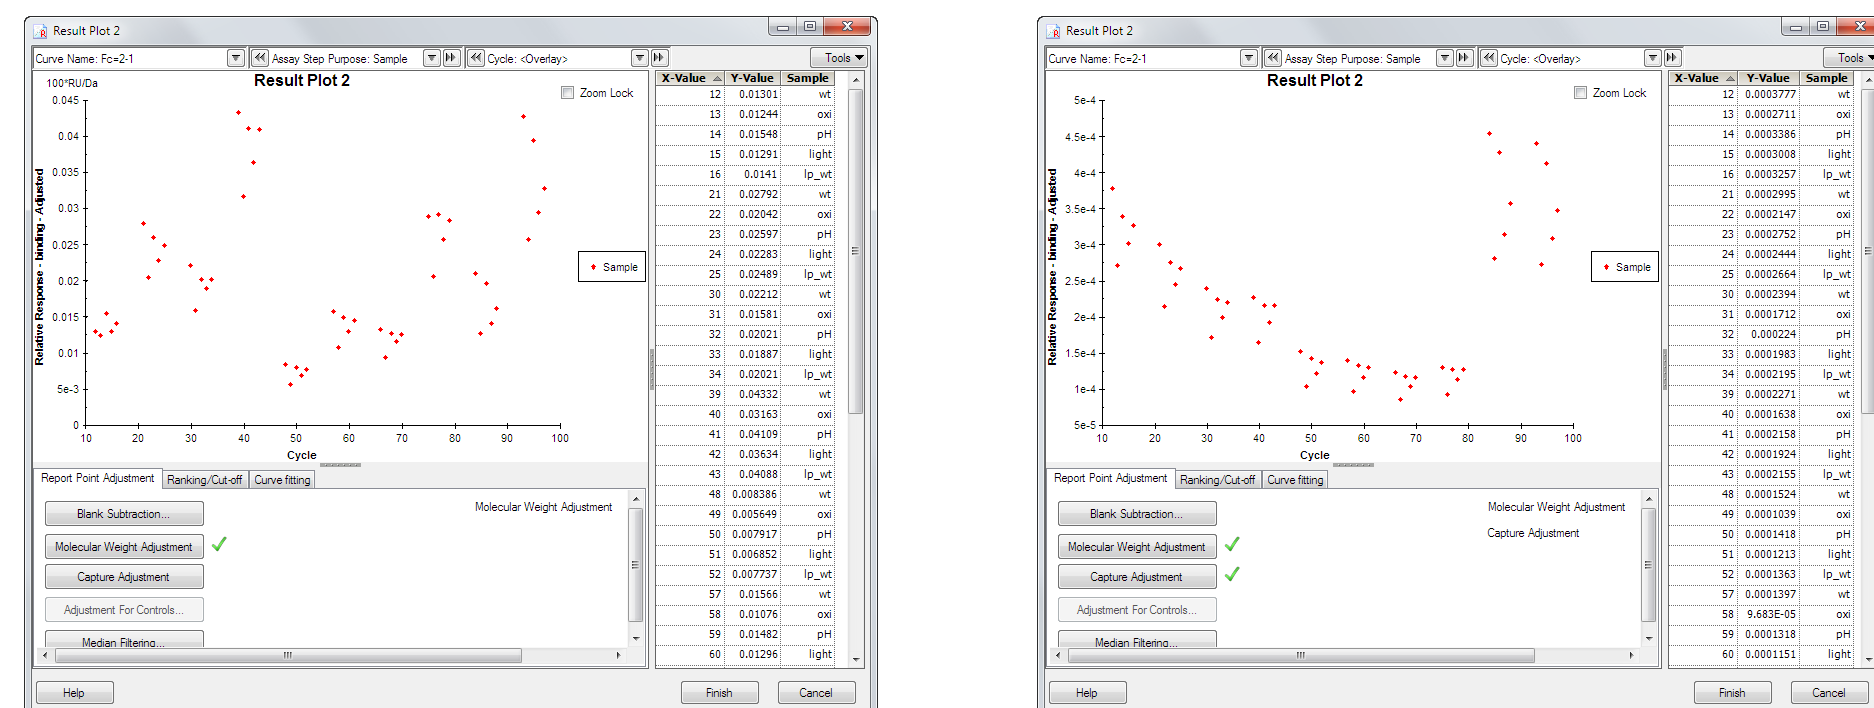 Result Plot 2
Curve Name: Fc=2-1
Assay Step Purpose: Sample
Cycle: <Overlay>
Tools
Result Plot 2
100*RU/Da
Zoom Lock
Relative Response - binding - Adjusted
0.045
0.04
0.035
0.03
0.025
0.02
0.015
0.01
5e-3
0
10 20 30 40 50 60 70 80 90 100
Cycle
Sample
X-Value Y-Value Sample
12 0.01301 wt
13 0.01244 oxi
14 0.01548 pH
15 0.01291 light
16 0.0141 lp_wt
21 0.02792 wt
22 0.02042 oxi
23 0.02597 pH
24 0.02283 light
25 0.02489 lp_wt
30 0.02212 wt
31 0.01581 oxi
32 0.02021 pH
33 0.01887 light
34 0.02021 lp_wt
39 0.04332 wt
40 0.03163 oxi
41 0.04109 pH
42 0.03634 light
43 0.04088 lp_wt
48 0.008386 wt
49 0.005649 oxi
50 0.007917 pH
51 0.006852 light
52 0.007737 lp_wt
57 0.01566 wt
58 0.01076 oxi
59 0.01482 pH
60 0.01296 light
Report Point Adjustment
Ranking/Cut-off
Curve fitting
Blank Subtraction...
Molecular Weight Adjustment
Molecular Weight Adjustment
Capture Adjustment
Adjustment For Controls...
Median Filtering...
Help
Finish
Cancel
Result Plot 2
Curve Name: Fc=2-1
Assay Step Purpose: Sample
Cycle: <Overlay>
Tools
Result Plot 2
Zoom Lock
Relative Response - binding - Adjusted
5e-4
4.5e-4
4e-4
3.5e-4
3e-4
2.5e-4
2e-4
1.5e-4
1e-4
5e-5
10 20 30 40 50 60 70 80 90 100
Cycle
Sample
X-Value Y-Value Sample
12 0.0003777 wt
13 0.0002711 oxi
14 0.0003386 pH
15 0.0003008 light
16 0.0003257 lp_wt
21 0.0002995 wt
22 0.0002147 oxi
23 0.0002752 pH
24 0.0002444 light
25 0.0002664 lp_wt
30 0.0002394 wt
31 0.0001712 oxi
32 0.000224 pH
33 0.0001983 light
34 0.0002195 lp_wt
39 0.0002271 wt
40 0.0001638 oxi
41 0.0002158 pH
42 0.0001924 light
43 0.0002155 lp_wt
48 0.0001524 wt
49 0.0001039 oxi
50 0.0001418 pH
51 0.0001213 light
52 0.0001363 lp_wt
57 0.0001397 wt
58 9.683E-05 oxi
59 0.0001318 pH
60 0.0001151 light
Report Point Adjustment
Ranking/Cut-off
Curve fitting
Blank Subtraction...
Molecular Weight Adjustment
Molecular Weight Adjustment
Capture Adjustment
Capture Adjustment
Adjustment For Controls...
Median Filtering...
Help
Finish
Cancel